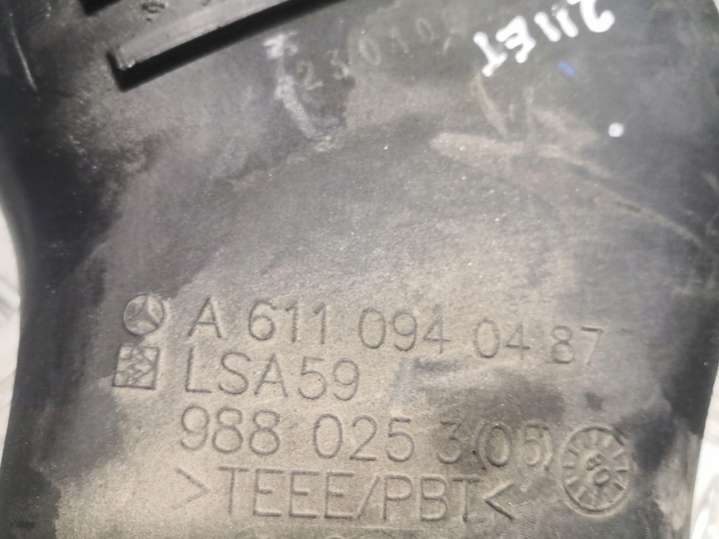 211ET
A 611 094 04 87
LSA59
988 025 3(05)
>TEEE/PBT<